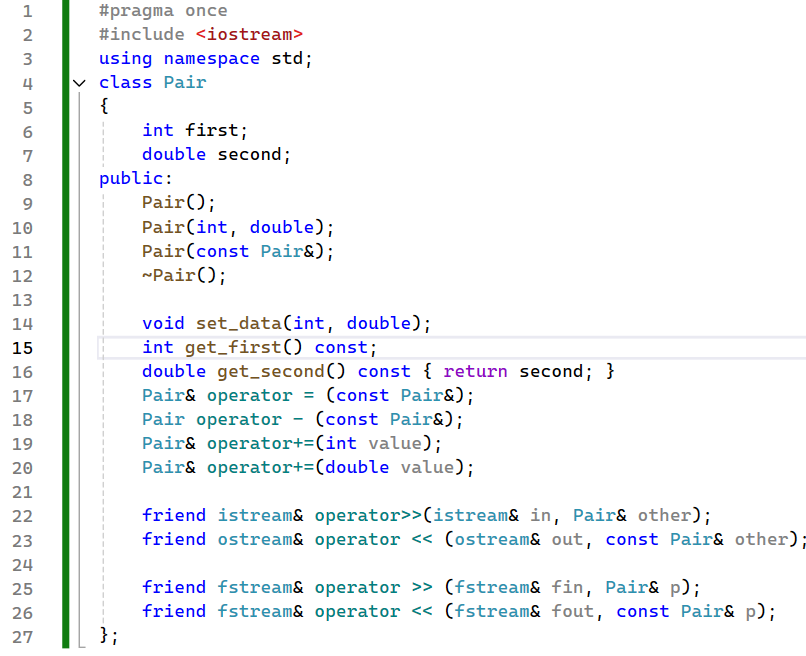 1 #pragma once
2 #include <iostream>
3 using namespace std;
4 class Pair
5 {
6     int first;
7     double second;
8 public:
9     Pair();
10     Pair(int, double);
11     Pair(const Pair&);
12     ~Pair();
13
14     void set_data(int, double);
15     int get_first() const;
16     double get_second() const { return second; }
17     Pair& operator = (const Pair&);
18     Pair operator - (const Pair&);
19     Pair& operator+=(int value);
20     Pair& operator+=(double value);
21
22     friend istream& operator>>(istream& in, Pair& other);
23     friend ostream& operator << (ostream& out, const Pair& other);
24
25     friend fstream& operator >> (fstream& fin, Pair& p);
26     friend fstream& operator << (fstream& fout, const Pair& p);
27 };